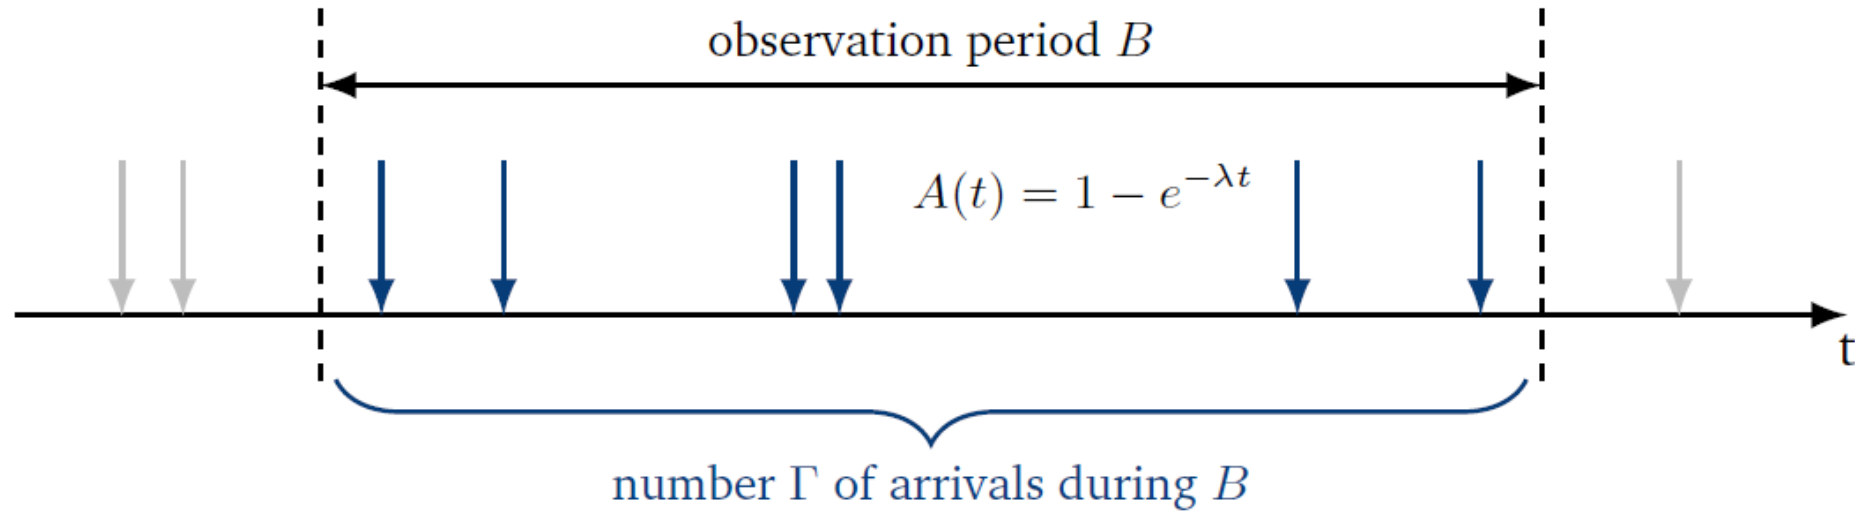 observation period B
A(t) = 1 − e^{−λt}
t
number Γ of arrivals during B